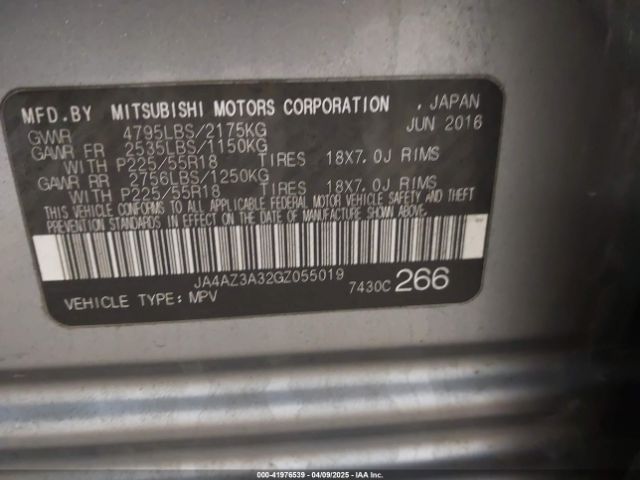 MFD.BY MITSUBISHI MOTORS CORPORATION , JAPAN
GVWR 4795LBS/2175KG JUN 2016
GAWR FR 2535LBS/1150KG
WITH P225/55R18 TIRES 18X7.0J RIMS
GAWR RR 2756LBS/1250KG
WITH P225/55R18 TIRES 18X7.0J RIMS
THIS VEHICLE CONFORMS TO ALL APPLICABLE FEDERAL MOTOR VEHICLE SAFETY AND THEFT
PREVENTION STANDARDS IN EFFECT ON THE DATE OF MANUFACTURE SHOWN ABOVE.
JA4AZ3A32GZ055019
VEHICLE TYPE: MPV 7430C 266
000-41976539 - 04/09/2025 - IAA Inc.